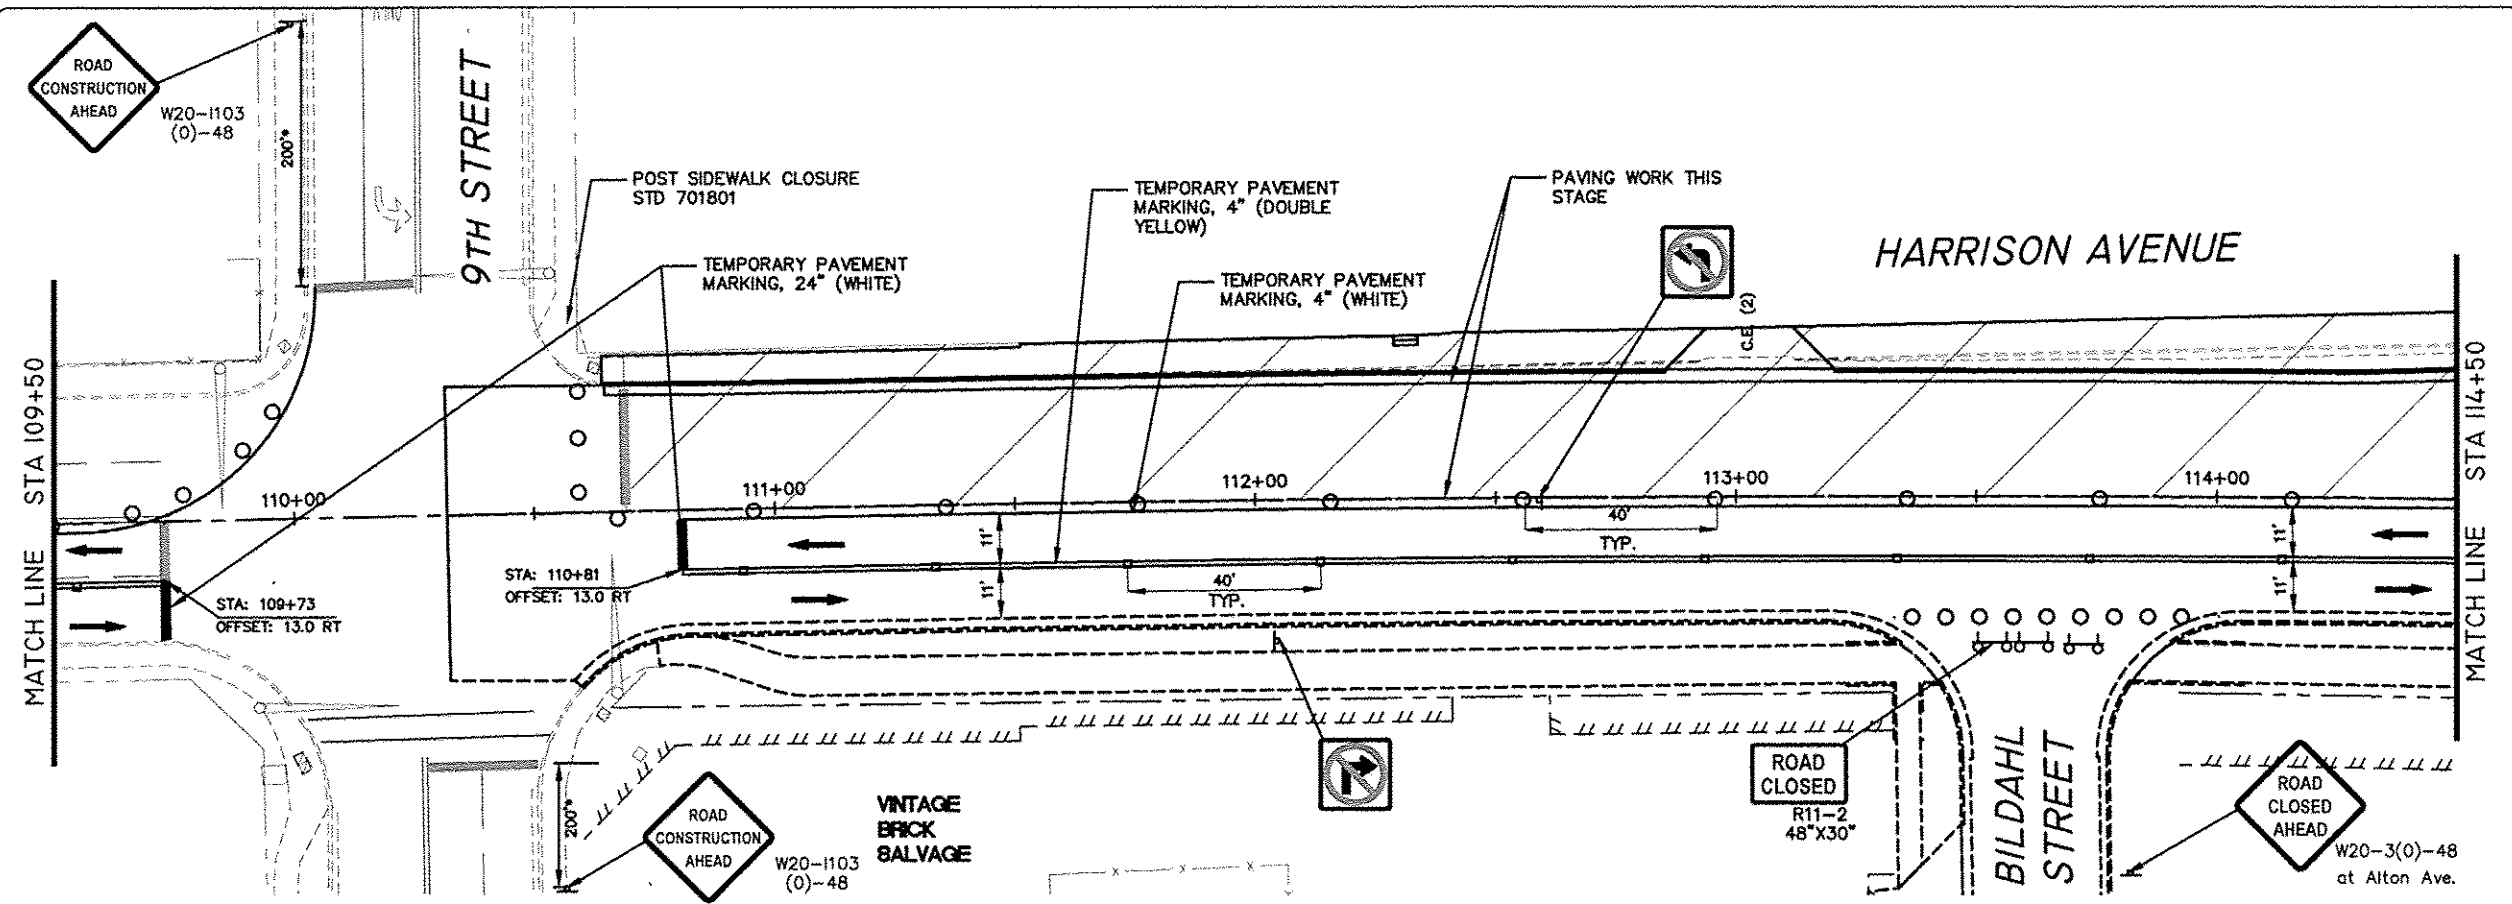 ROAD
CONSTRUCTION
AHEAD
W20-I103
(O)-48
200'*
9TH STREET
POST SIDEWALK CLOSURE
STD 701801
TEMPORARY PAVEMENT
MARKING, 24" (WHITE)
TEMPORARY PAVEMENT
MARKING, 4" (DOUBLE
YELLOW)
TEMPORARY PAVEMENT
MARKING, 4" (WHITE)
PAVING WORK THIS
STAGE
HARRISON AVENUE
C.E. (2)
MATCH LINE STA 109+50
MATCH LINE STA 114+50
110+00
111+00
112+00
113+00
114+00
40'
TYP.
11'
11'
11'
11'
40'
TYP.
STA: 110+81
OFFSET: 13.0 RT
STA: 109+73
OFFSET: 13.0 RT
200'*
ROAD
CONSTRUCTION
AHEAD
W20-I103
(O)-48
VINTAGE
BRICK
SALVAGE
ROAD
CLOSED
R11-2
48"X30"
BILDAHL
STREET
ROAD
CLOSED
AHEAD
W20-3(O)-48
at Alton Ave.